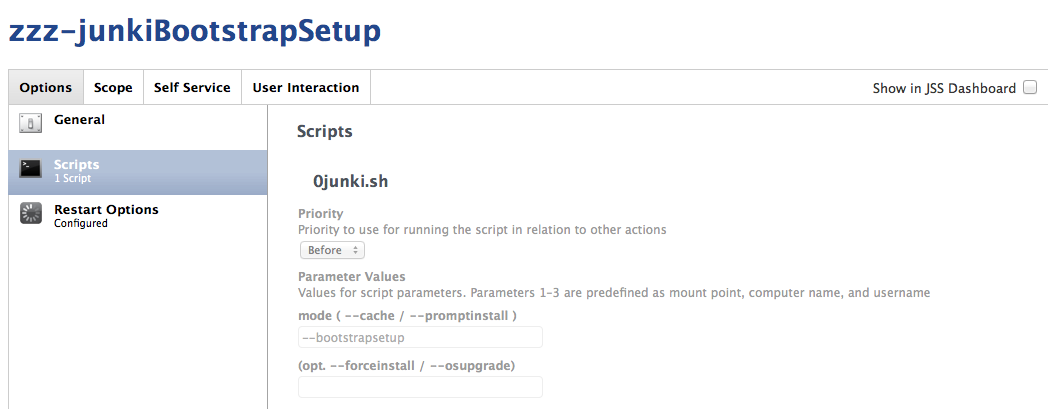 zzz-junkiBootstrapSetup
Options
Scope
Self Service
User Interaction
Show in JSS Dashboard
General
Scripts
1 Script
Restart Options
Configured
Scripts
0junki.sh
Priority
Priority to use for running the script in relation to other actions
Before
Parameter Values
Values for script parameters. Parameters 1-3 are predefined as mount point, computer name, and username
mode ( --cache / --promptinstall )
--bootstrapsetup
(opt. --forceinstall / --osupgrade)